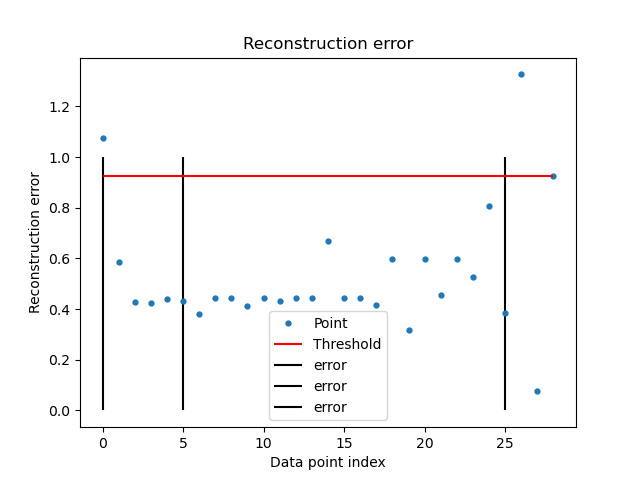 Reconstruction error
1.2
1.0
0.8
0.6
0.4
0.2
0.0
Reconstruction error
Point
Threshold
error
error
error
0 5 10 15 20 25
Data point index